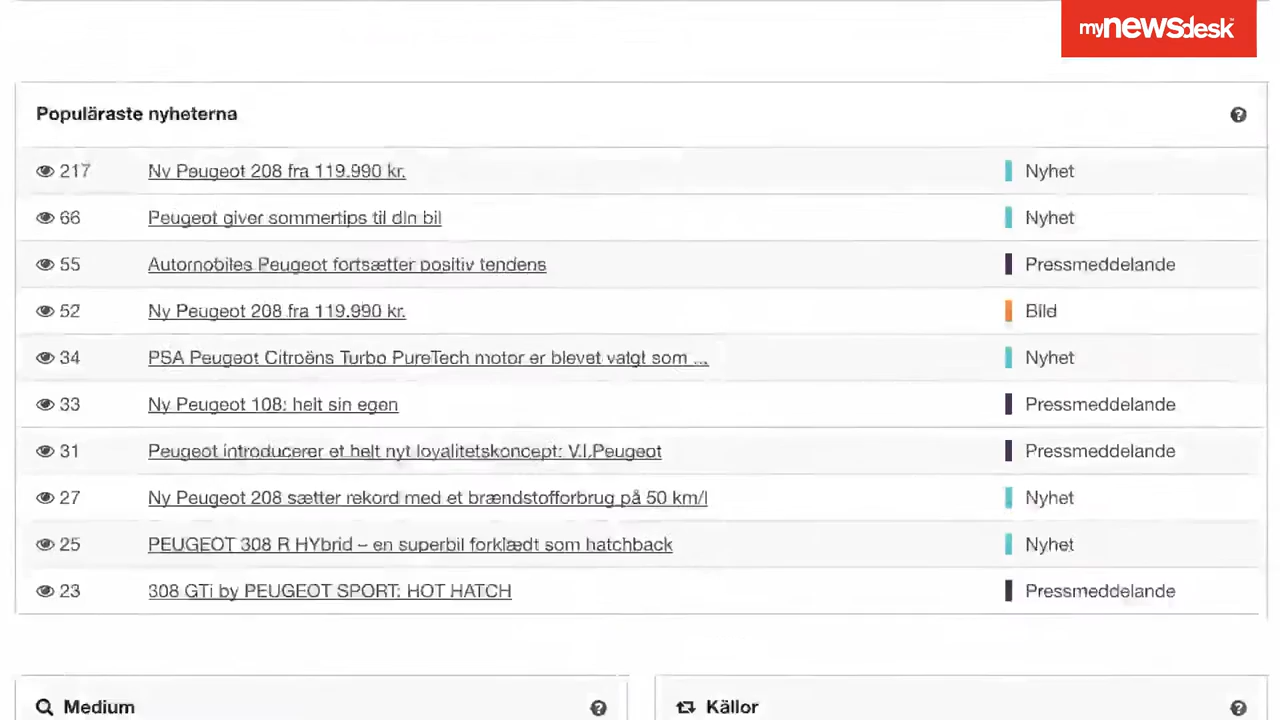 mynewsdesk
Populäraste nyheterna
217 Ny Peugeot 208 fra 119.990 kr. Nyhet
66 Peugeot giver sommertips til din bil Nyhet
55 Automobiles Peugeot fortsætter positiv tendens Pressmeddelande
52 Ny Peugeot 208 fra 119.990 kr. Bild
34 PSA Peugeot Citroëns Turbo PureTech motor er blevet valgt som ... Nyhet
33 Ny Peugeot 108: helt sin egen Pressmeddelande
31 Peugeot introducerer et helt nyt loyalitetskoncept: V.I.Peugeot Pressmeddelande
27 Ny Peugeot 208 sætter rekord med et brændstofforbrug på 50 km/l Nyhet
25 PEUGEOT 308 R HYbrid – en superbil forklædt som hatchback Nyhet
23 308 GTi by PEUGEOT SPORT: HOT HATCH Pressmeddelande
Medium Källor